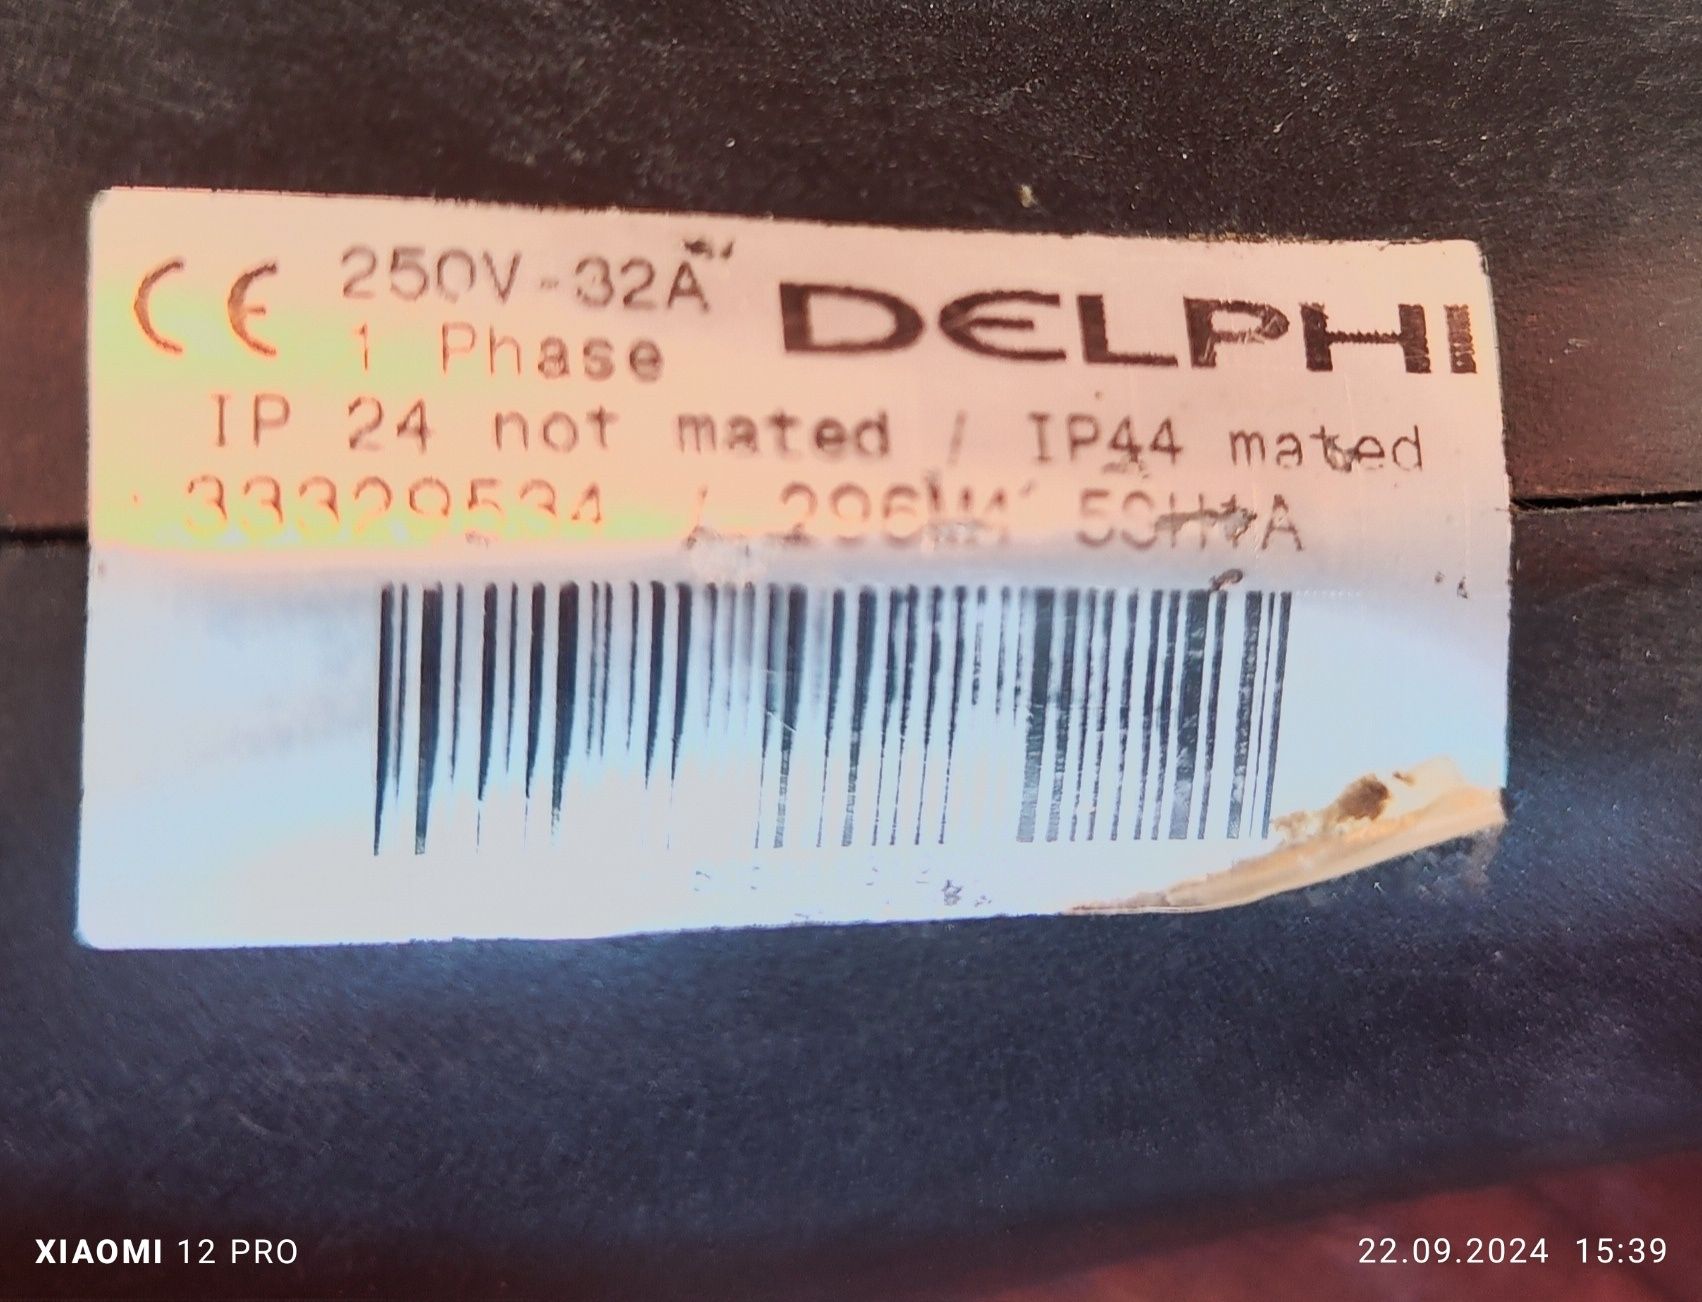 CE 250V-32A DELPHI
1 Phase
IP 24 not mated / IP44 mated
33329534 /
XIAOMI 12 PRO
22.09.2024 15:39